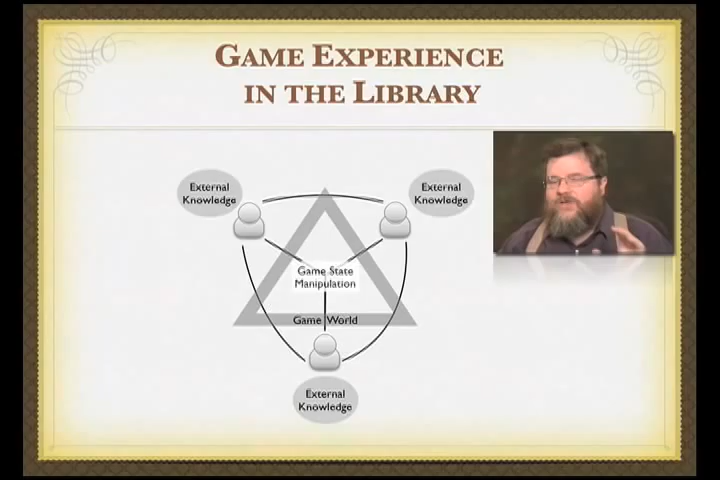 GAME EXPERIENCE
IN THE LIBRARY
External
Knowledge
External
Knowledge
Game State
Manipulation
Game World
External
Knowledge